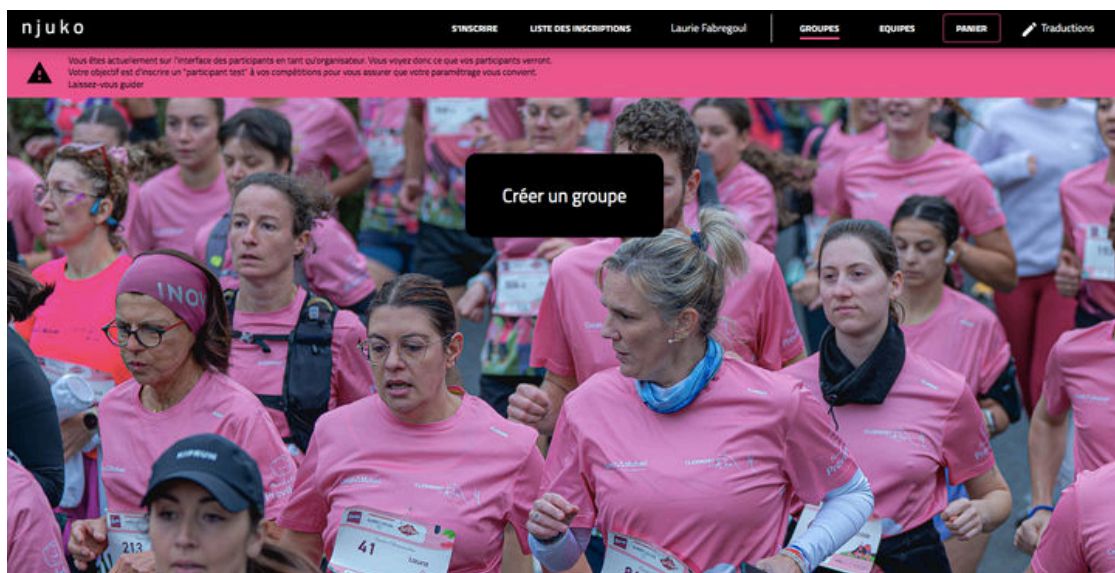 njuko
S'INSCRIRE LISTE DES INSCRIPTIONS Laurie Fabregoul GROUPES EQUIPES PANIER Traductions
Vous êtes actuellement sur l'interface des participants en tant qu'organisateur. Vous voyez donc ce que vos participants verront.
Votre objectif est d'inscrire un "participant test" à vos compétitions pour vous assurer que votre paramétrage vous convient.
Laissez-vous guider
Créer un groupe
INOV
213
41